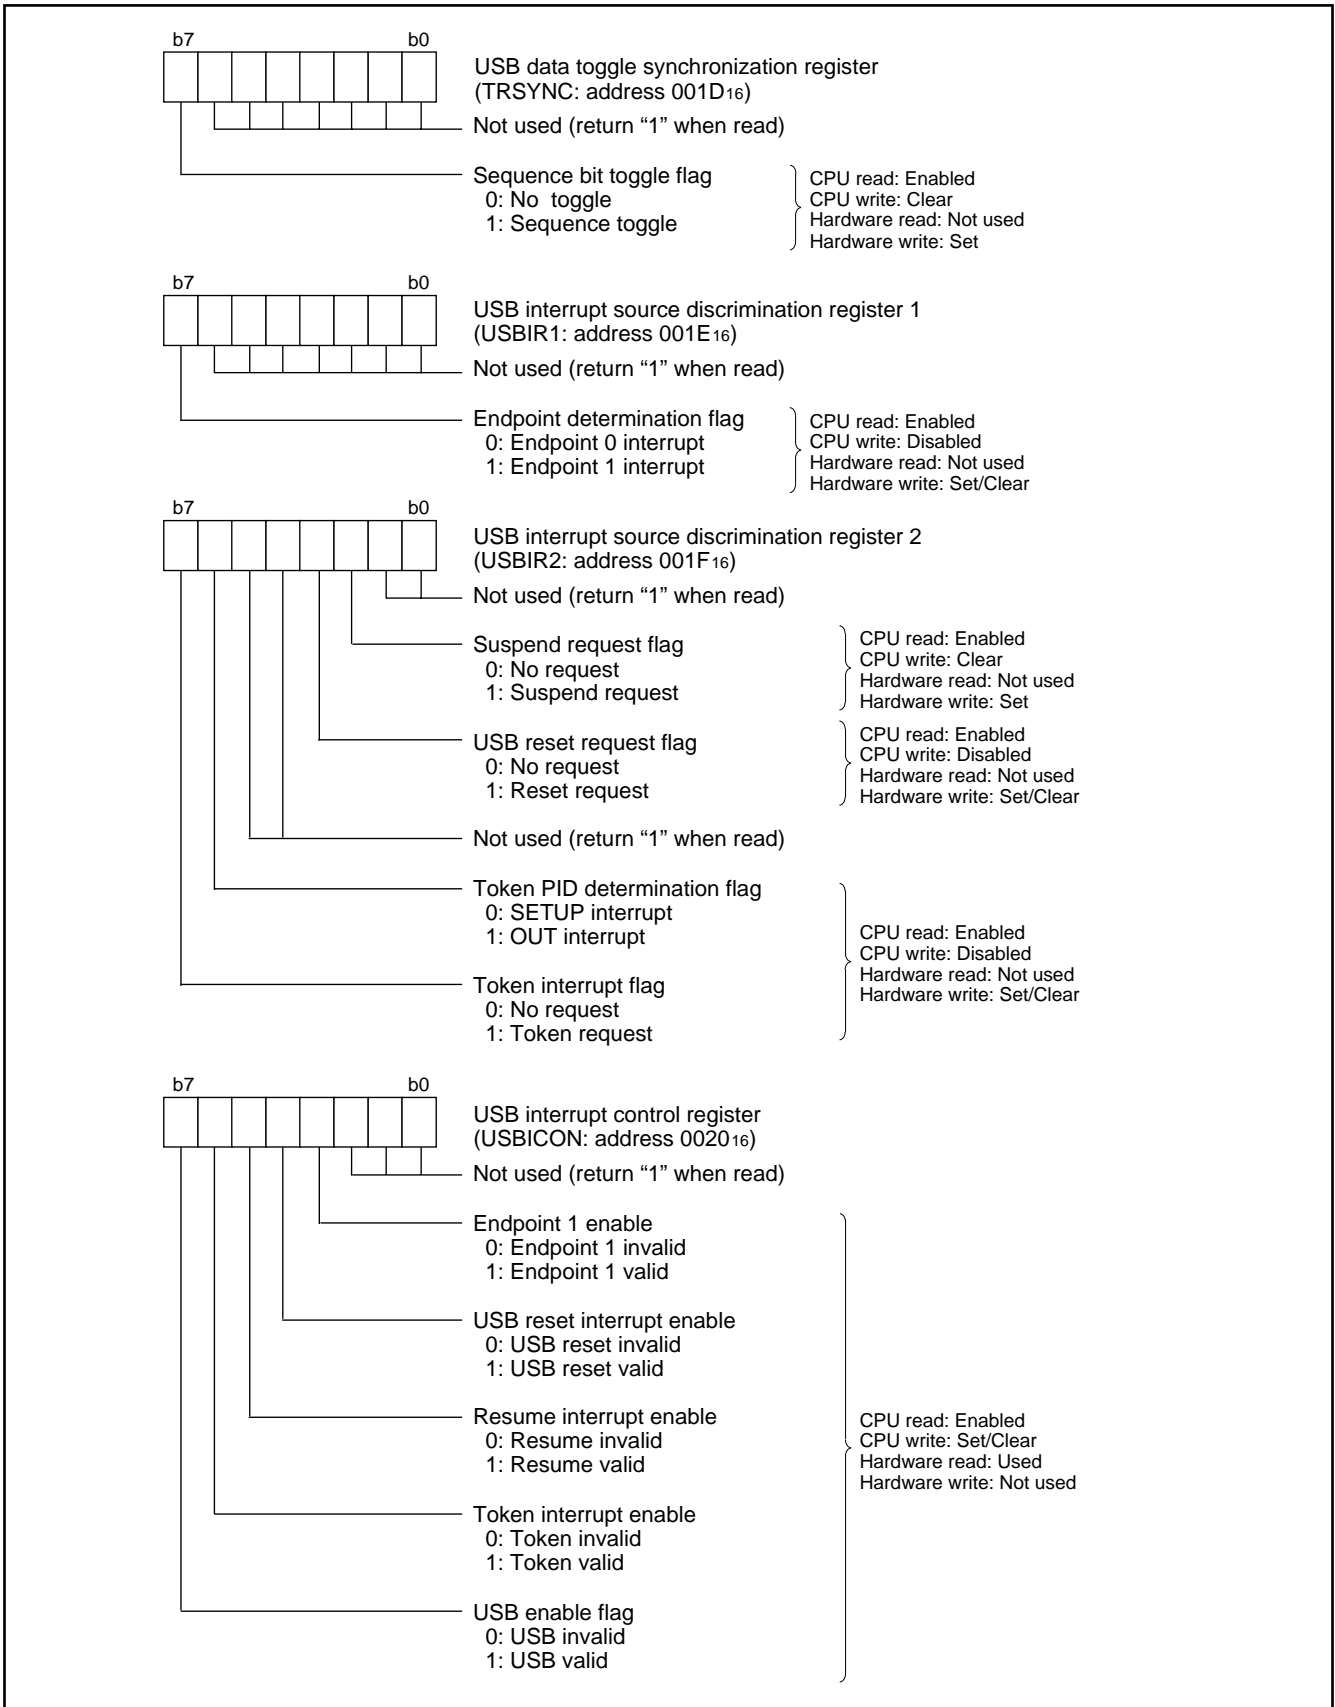 b7 b0
USB data toggle synchronization register
(TRSYNC: address 001D16)
Not used (return “1” when read)
Sequence bit toggle flag
0: No toggle
1: Sequence toggle
CPU read: Enabled
CPU write: Clear
Hardware read: Not used
Hardware write: Set
b7 b0
USB interrupt source discrimination register 1
(USBIR1: address 001E16)
Not used (return “1” when read)
Endpoint determination flag
0: Endpoint 0 interrupt
1: Endpoint 1 interrupt
CPU read: Enabled
CPU write: Disabled
Hardware read: Not used
Hardware write: Set/Clear
b7 b0
USB interrupt source discrimination register 2
(USBIR2: address 001F16)
Not used (return “1” when read)
Suspend request flag
0: No request
1: Suspend request
CPU read: Enabled
CPU write: Clear
Hardware read: Not used
Hardware write: Set
USB reset request flag
0: No request
1: Reset request
CPU read: Enabled
CPU write: Disabled
Hardware read: Not used
Hardware write: Set/Clear
Not used (return “1” when read)
Token PID determination flag
0: SETUP interrupt
1: OUT interrupt
Token interrupt flag
0: No request
1: Token request
CPU read: Enabled
CPU write: Disabled
Hardware read: Not used
Hardware write: Set/Clear
b7 b0
USB interrupt control register
(USBICON: address 002016)
Not used (return “1” when read)
Endpoint 1 enable
0: Endpoint 1 invalid
1: Endpoint 1 valid
USB reset interrupt enable
0: USB reset invalid
1: USB reset valid
Resume interrupt enable
0: Resume invalid
1: Resume valid
Token interrupt enable
0: Token invalid
1: Token valid
USB enable flag
0: USB invalid
1: USB valid
CPU read: Enabled
CPU write: Set/Clear
Hardware read: Used
Hardware write: Not used